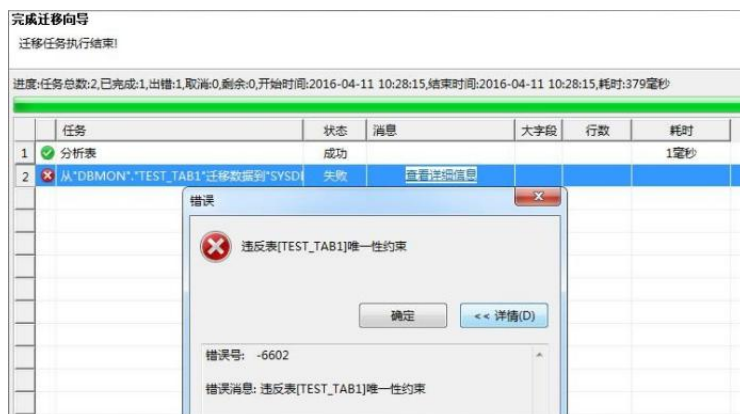 完成迁移向导
迁移任务执行结束!
进度:任务总数:2,已完成:1,出错:1,取消:0,剩余:0,开始时间:2016-04-11 10:28:15,结束时间:2016-04-11 10:28:15,耗时:379毫秒
任务 状态 消息 大字段 行数 耗时
1 分析表 成功 1毫秒
2 从"DBMON"."TEST_TAB1"迁移数据到"SYSDI 失败 查看详细信息
错误
违反表[TEST_TAB1]唯一性约束
确定 << 详情(D)
错误号: -6602
错误消息: 违反表[TEST_TAB1]唯一性约束